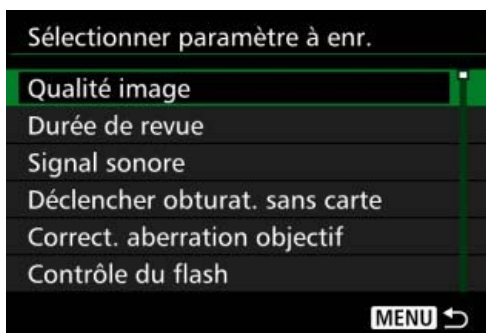 Sélectionner paramètre à enr.
Qualité image
Durée de revue
Signal sonore
Déclencher obturat. sans carte
Correct. aberration objectif
Contrôle du flash
MENU